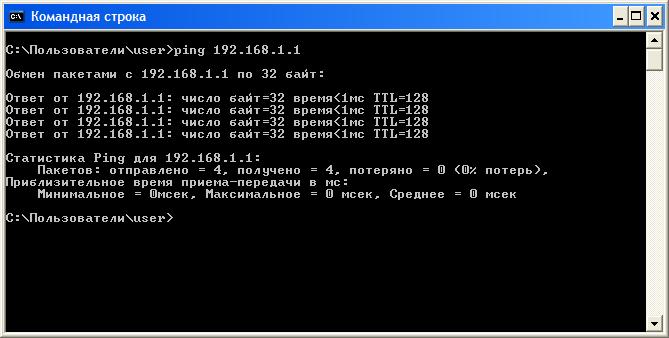 Командная строка
C:\Пользователи\user>ping 192.168.1.1
Обмен пакетами с 192.168.1.1 по 32 байт:
Ответ от 192.168.1.1: число байт=32 время<1мс TTL=128
Ответ от 192.168.1.1: число байт=32 время<1мс TTL=128
Ответ от 192.168.1.1: число байт=32 время<1мс TTL=128
Ответ от 192.168.1.1: число байт=32 время<1мс TTL=128
Статистика Ping для 192.168.1.1:
Пакетов: отправлено = 4, получено = 4, потеряно = 0 (0% потерь),
Приблизительное время приема-передачи в мс:
Минимальное = 0мсек, Максимальное = 0 мсек, Среднее = 0 мсек
C:\Пользователи\user>